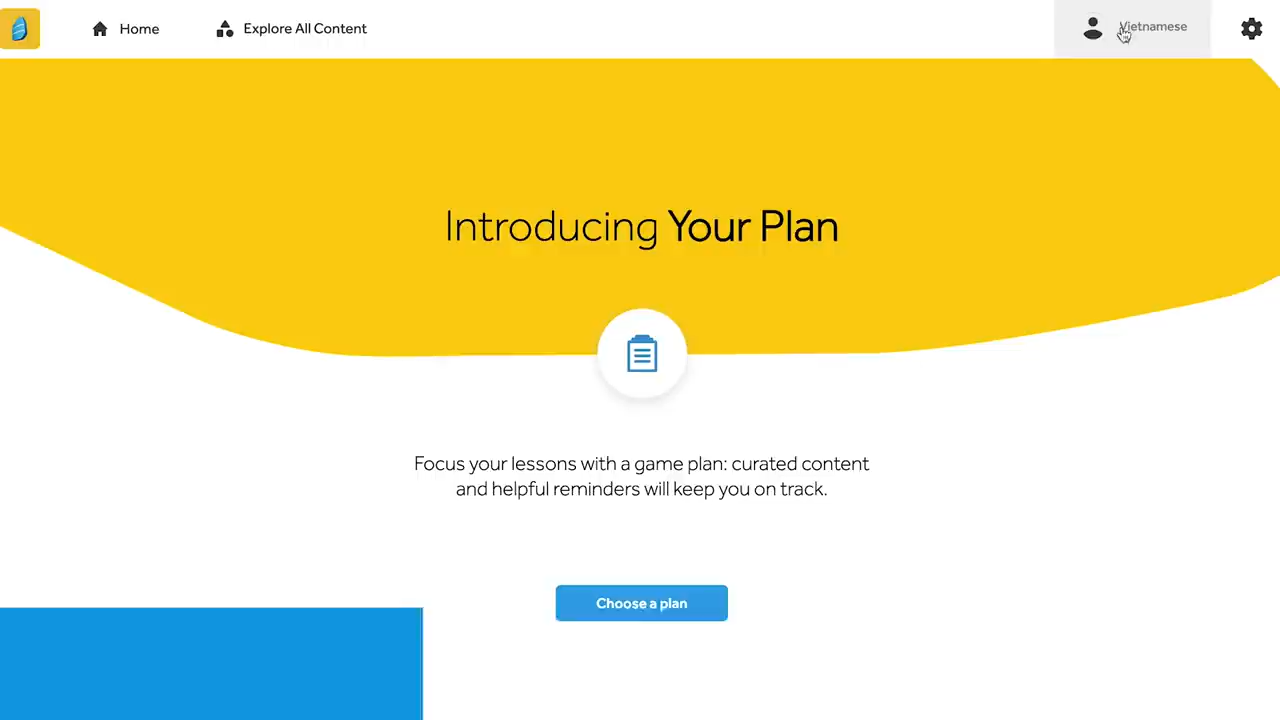 Home
Explore All Content
Vietnamese
Introducing Your Plan
Focus your lessons with a game plan: curated content
and helpful reminders will keep you on track.
Choose a plan